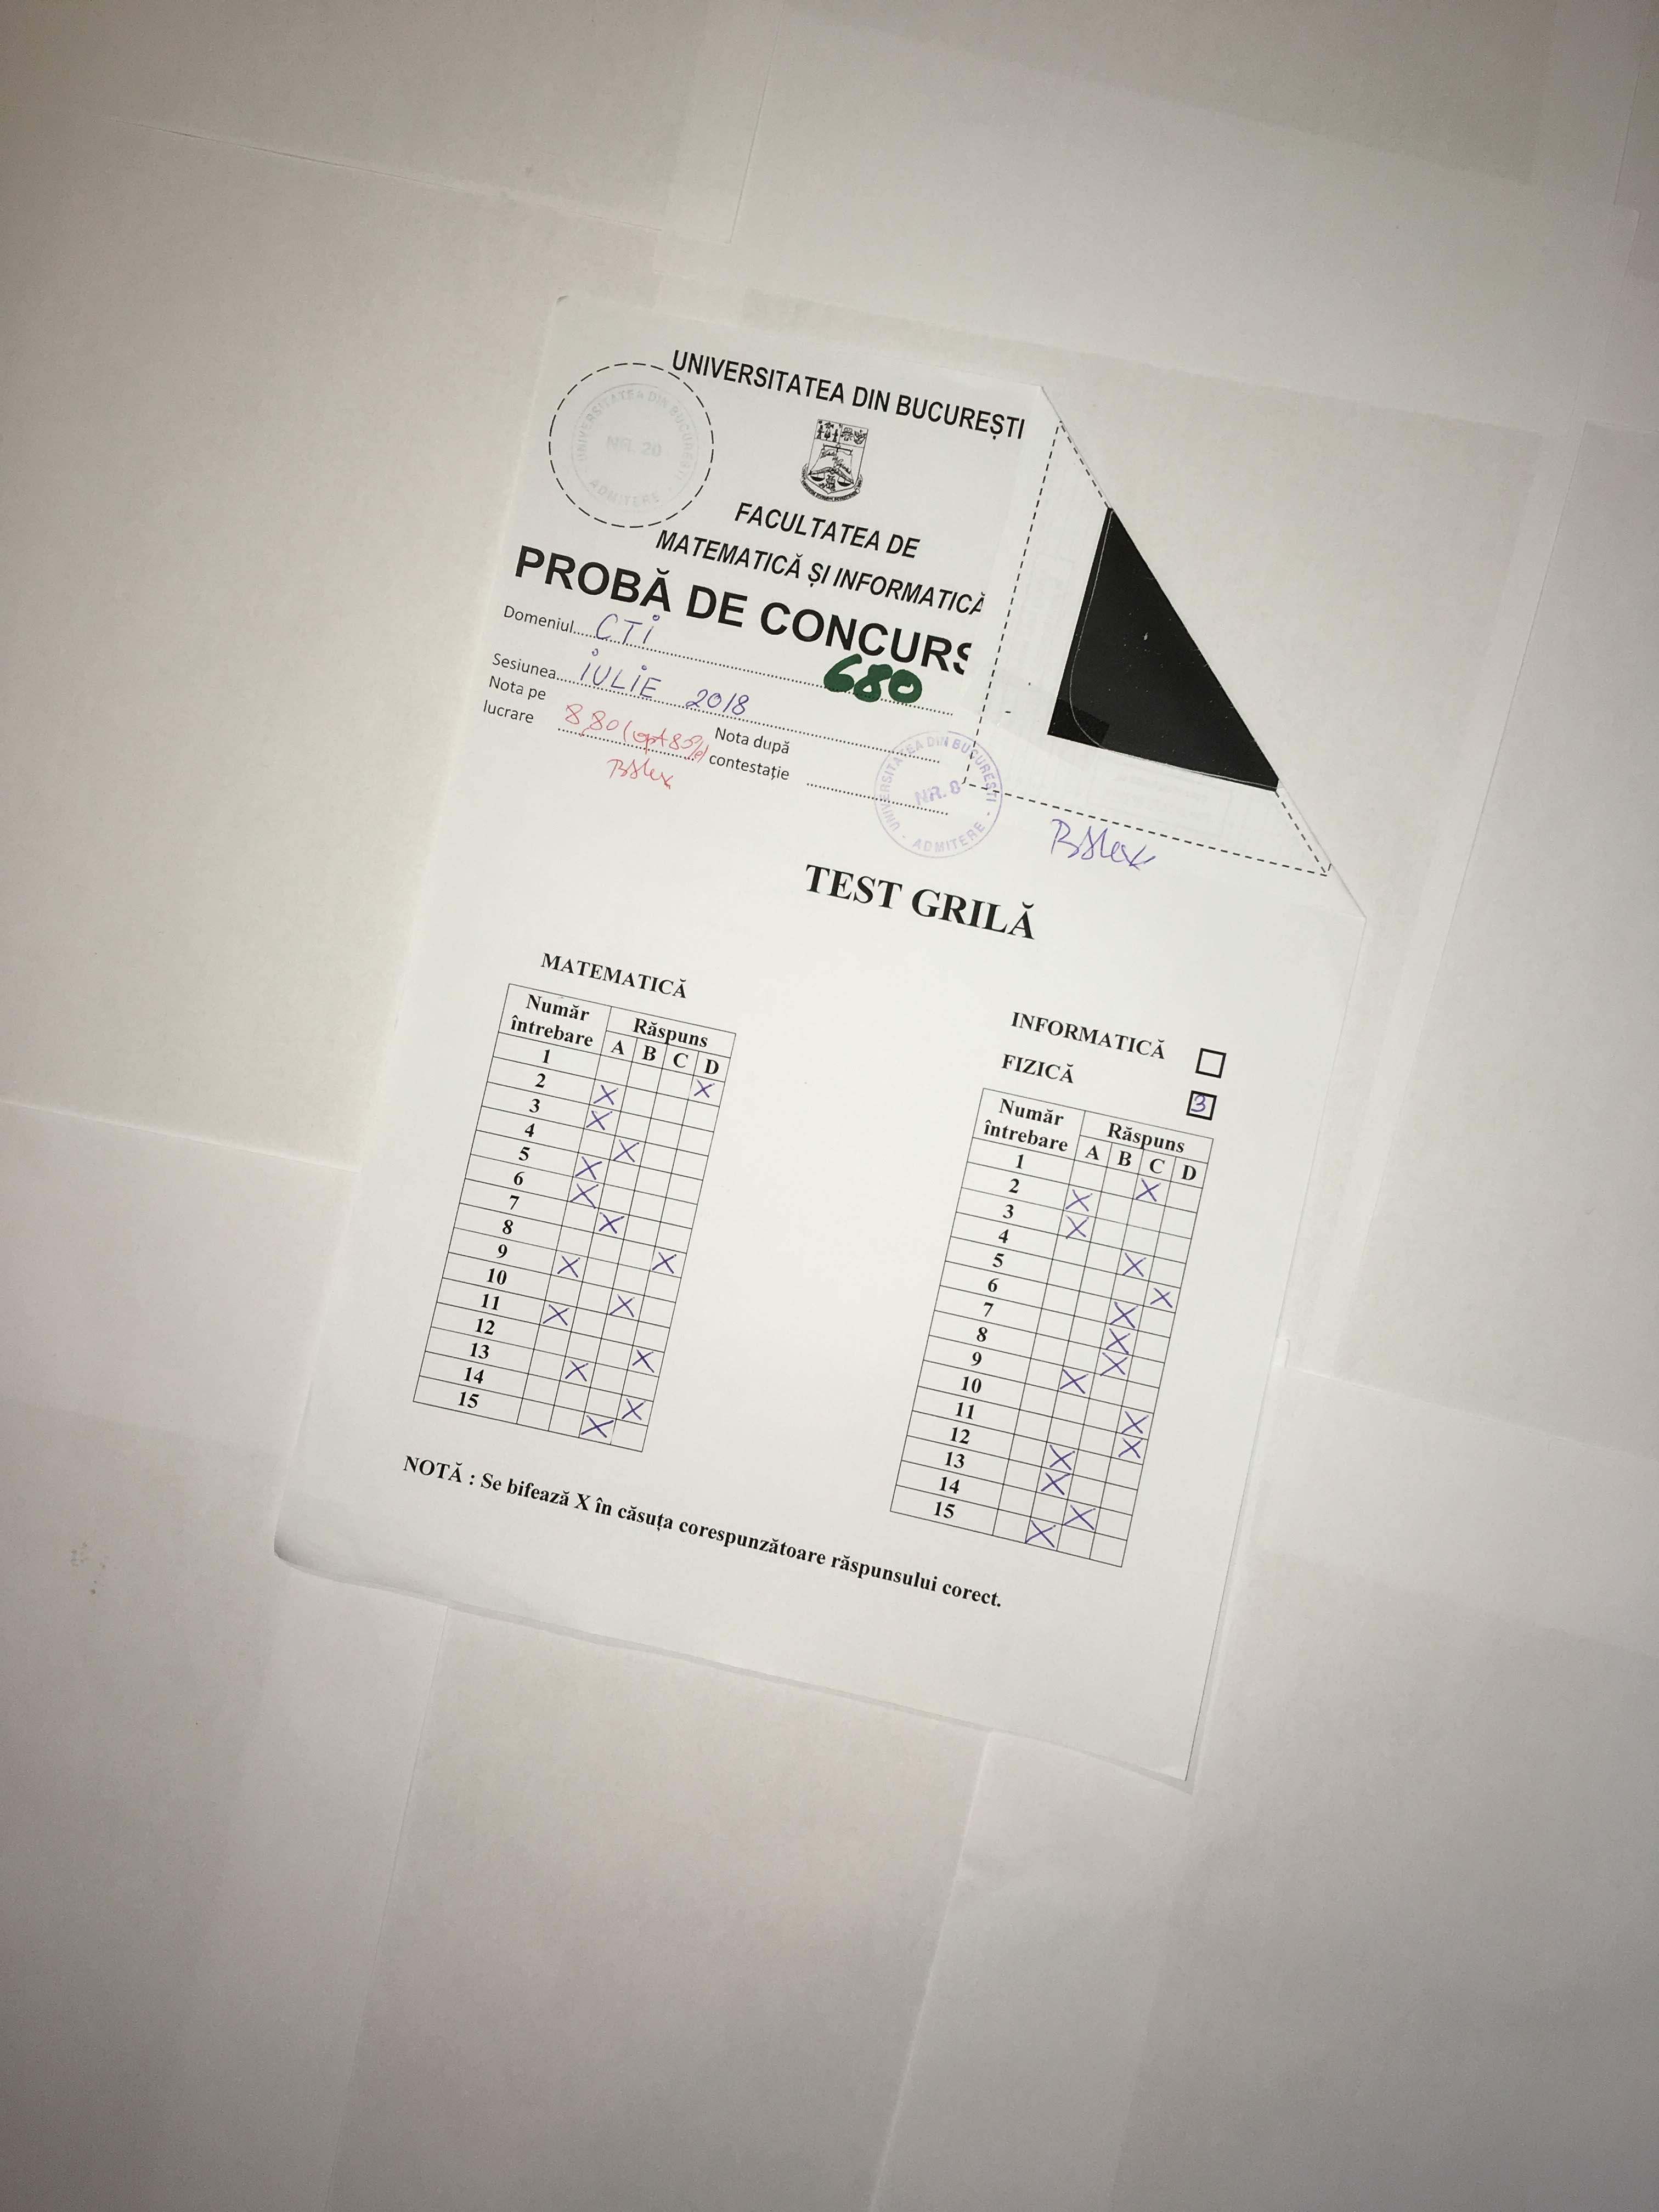 UNIVERSITATEA DIN BUCUREȘTI
UNIVERSITATEA DIN BUCUREȘTI
NR. 20
ADMITERE
FACULTATEA DE
MATEMATICĂ ȘI INFORMATICĂ
PROBĂ DE CONCURS
Domeniul...... CTI
680
Sesiunea... IULIE 2018
Nota pe
lucrare 8,80 (opt 80%)
Nota după
contestație
UNIVERSITATEA DIN BUCUREȘTI
NR. 8
ADMITERE
TEST GRILĂ
MATEMATICĂ
Număr întrebare Răspuns
A B C D
1 X
2 X
3 X
4 X
5 X
6 X
7 X
8 X
9 X
10 X
11 X
12 X
13 X
14 X
15 X
INFORMATICĂ
FIZICĂ 3
Număr întrebare Răspuns
A B C D
1 X
2 X
3 X
4 X
5 X
6 X
7 X
8 X
9 X
10 X
11 X
12 X
13 X
14 X
15 X
NOTĂ : Se bifează X în căsuța corespunzătoare răspunsului corect.